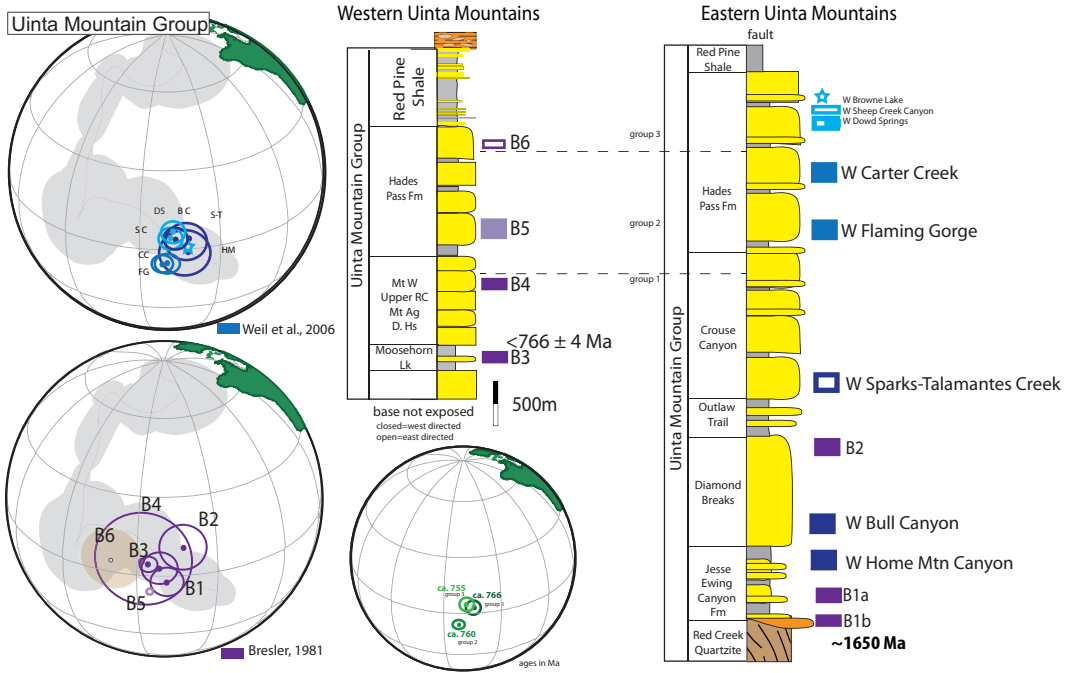 Uinta Mountain Group
DS
B C
S-T
S C
HM
CC
FG
Weil et al., 2006
B4
B2
B6
B3
B1
B5
Bresler, 1981
Western Uinta Mountains
Uinta Mountain Group
Red Pine
Shale
Hades
Pass Fm
Mt W
Upper RC
Mt Ag
D. Hs
Moosehorn
Lk
B6
B5
B4
<766 ± 4 Ma
B3
500m
base not exposed
closed=west directed
open=east directed
ca. 755
group 3
ca. 766
group 1
ca. 760
group 2
ages in Ma
Eastern Uinta Mountains
fault
group 3
group 2
group 1
Uinta Mountain Group
Red Pine
Shale
Hades
Pass Fm
Crouse
Canyon
Outlaw
Trail
Diamond
Breaks
Jesse
Ewing
Canyon
Fm
Red Creek
Quartzite
W Browne Lake
W Sheep Creek Canyon
W Dowd Springs
W Carter Creek
W Flaming Gorge
W Sparks-Talamantes Creek
B2
W Bull Canyon
W Home Mtn Canyon
B1a
B1b
~1650 Ma